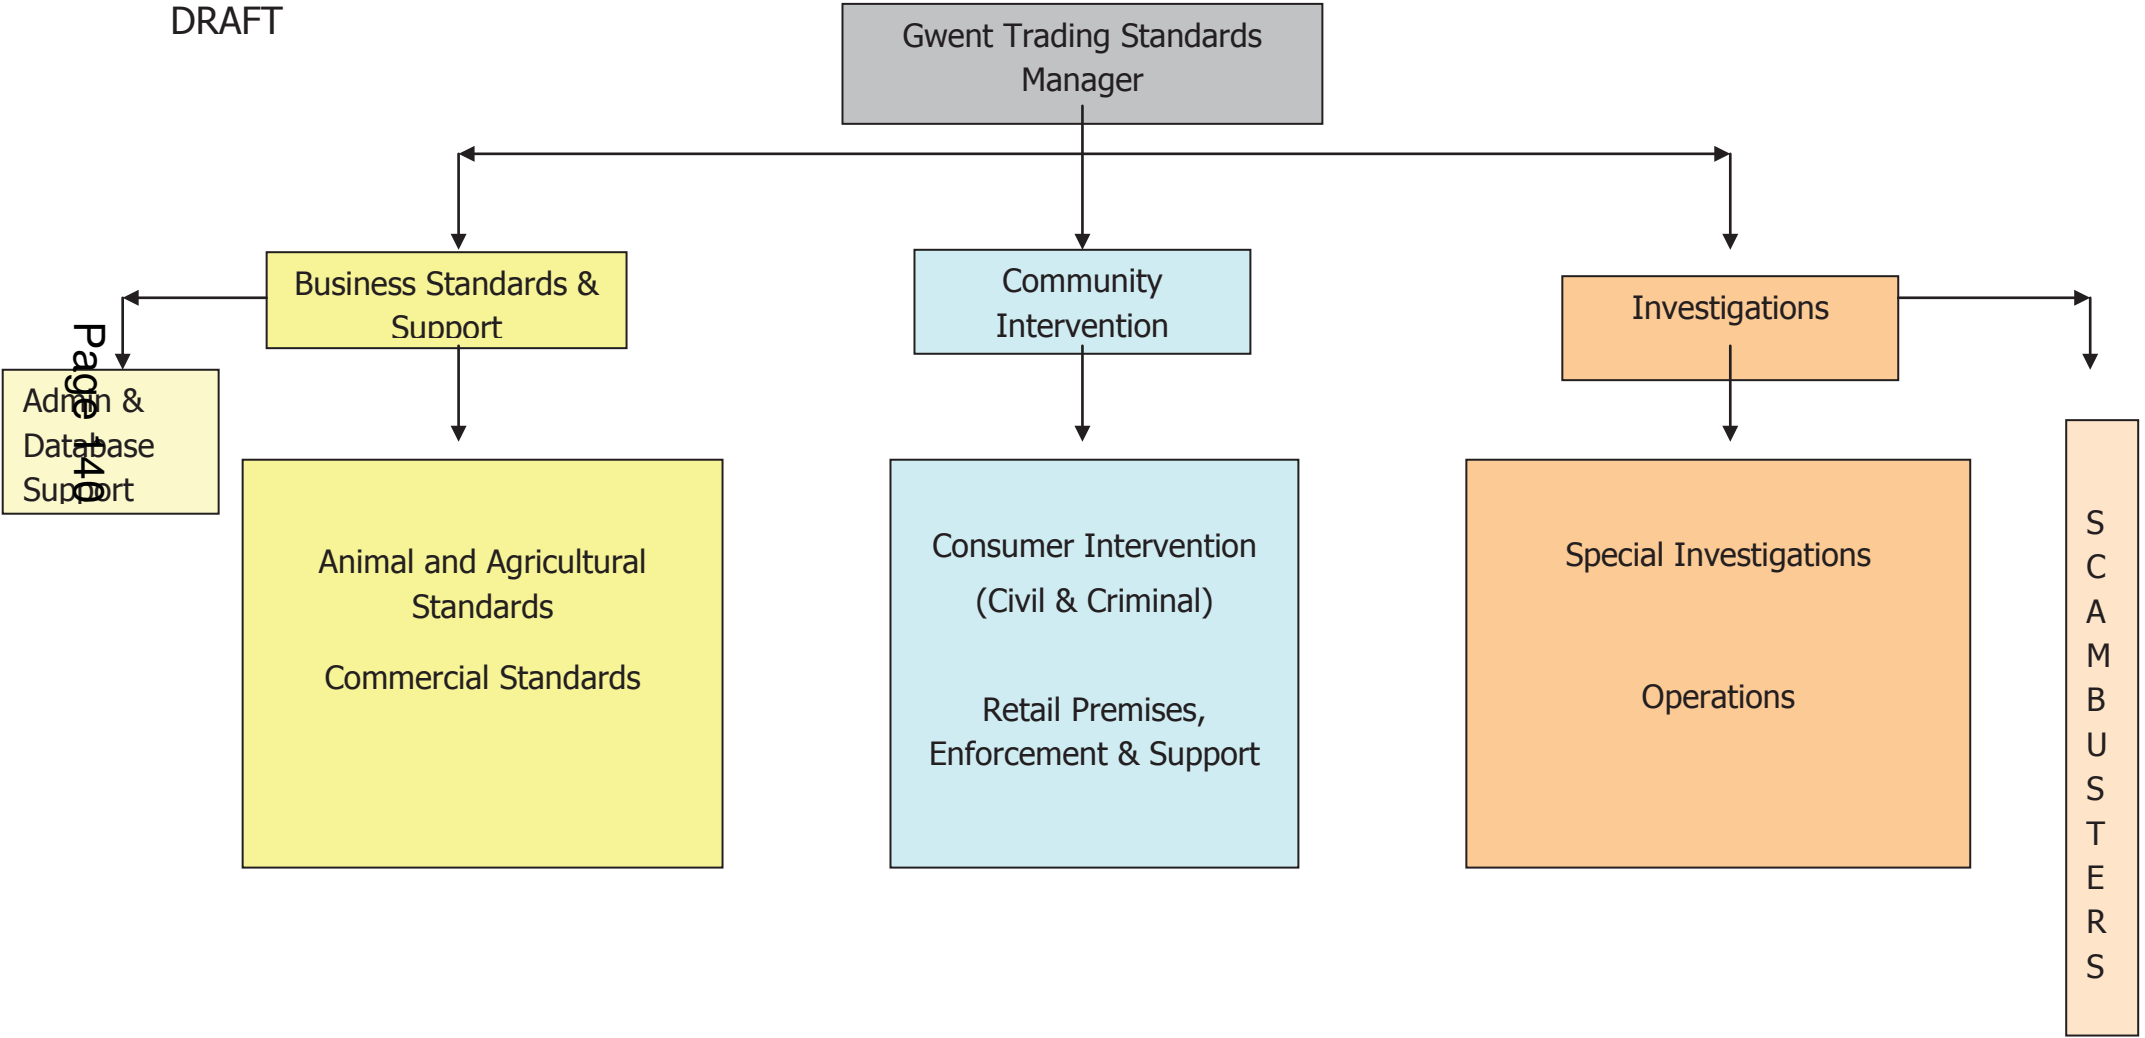 DRAFT
Gwent Trading Standards
Manager
Business Standards &
Support
Community
Intervention
Investigations
Page 140
Admin &
Database
Support
Animal and Agricultural
Standards
Commercial Standards
Consumer Intervention
(Civil & Criminal)
Retail Premises,
Enforcement & Support
Special Investigations
Operations
S
C
A
M
B
U
S
T
E
R
S